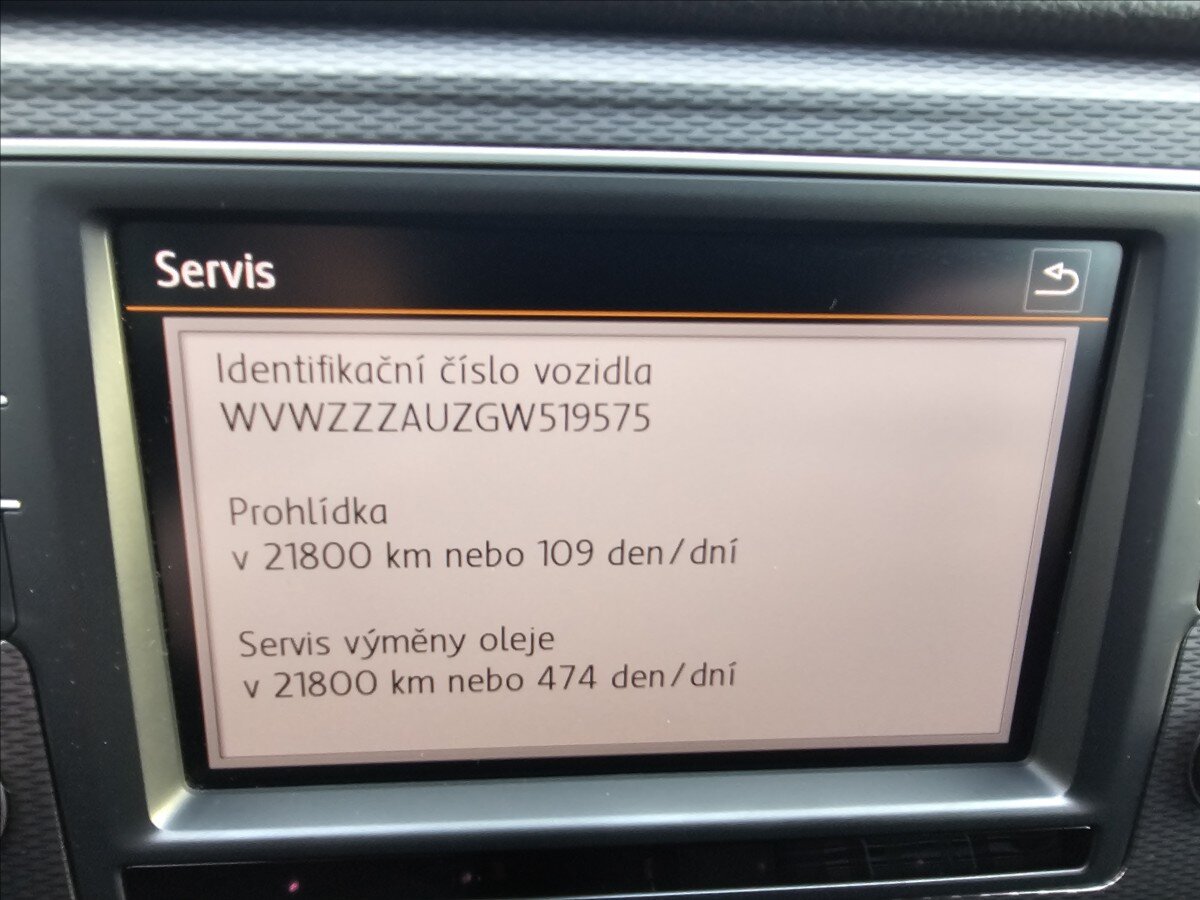 Servis
Identifikační číslo vozidla
WVWZZZAUZGW519575
Prohlídka
v 21800 km nebo 109 den/dní
Servis výměny oleje
v 21800 km nebo 474 den/dní